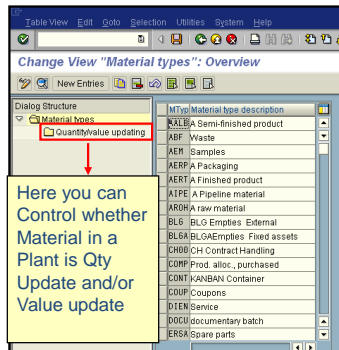 Table View Edit Goto Selection Utilities System Help
Change View "Material types": Overview
New Entries
Dialog Structure
Material types
Quantity/value updating
MTyp Material type description
HALB A Semi-finished product
ABF Waste
AEM Samples
AERP A Packaging
AERT A Finished product
AIPE A Pipeline material
AROH A raw material
BLG BLG Empties External
BLGA BLGAEmpties Fixed assets
CH00 CH Contract Handling
COMP Prod. alloc., purchased
CONT KANBAN Container
COUP Coupons
DIEN Service
DOCU documentary batch
ERSA Spare parts
Here you can
Control whether
Material in a
Plant is Qty
Update and/or
Value update